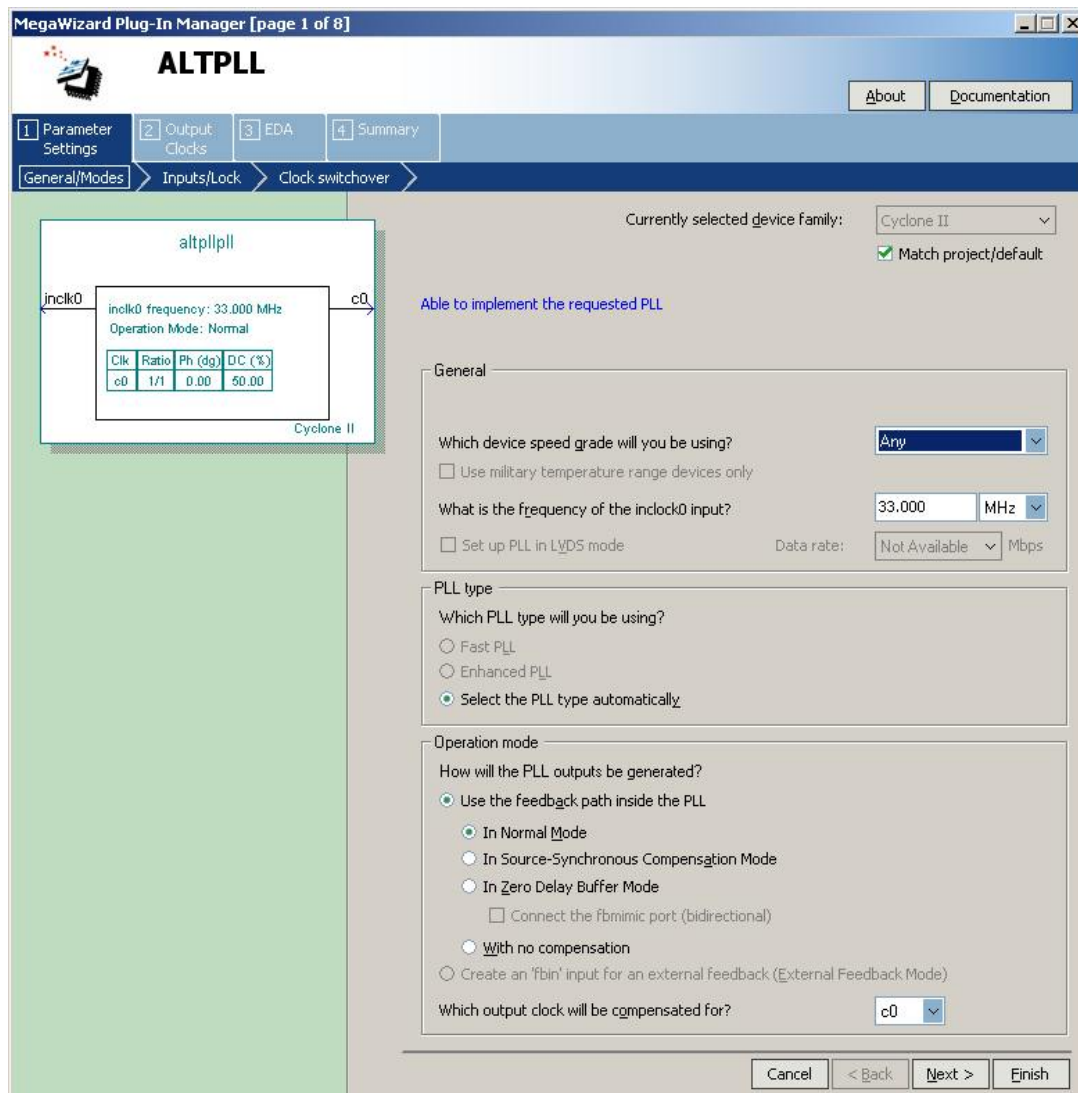 MegaWizard Plug-In Manager [page 1 of 8]
ALTPLL
About
Documentation
1 Parameter Settings
2 Output Clocks
3 EDA
4 Summary
General/Modes
Inputs/Lock
Clock switchover
altpllpll
inclk0
c0
inclk0 frequency: 33.000 MHz
Operation Mode: Normal
Clk Ratio Ph (dg) DC (%)
c0 1/1 0.00 50.00
Cyclone II
Currently selected device family:
Cyclone II
Match project/default
Able to implement the requested PLL
General
Which device speed grade will you be using?
Any
Use military temperature range devices only
What is the frequency of the inclock0 input?
33.000
MHz
Set up PLL in LVDS mode
Data rate:
Not Available
Mbps
PLL type
Which PLL type will you be using?
Fast PLL
Enhanced PLL
Select the PLL type automatically
Operation mode
How will the PLL outputs be generated?
Use the feedback path inside the PLL
In Normal Mode
In Source-Synchronous Compensation Mode
In Zero Delay Buffer Mode
Connect the fbmimic port (bidirectional)
With no compensation
Create an 'fbin' input for an external feedback (External Feedback Mode)
Which output clock will be compensated for?
c0
Cancel
< Back
Next >
Finish